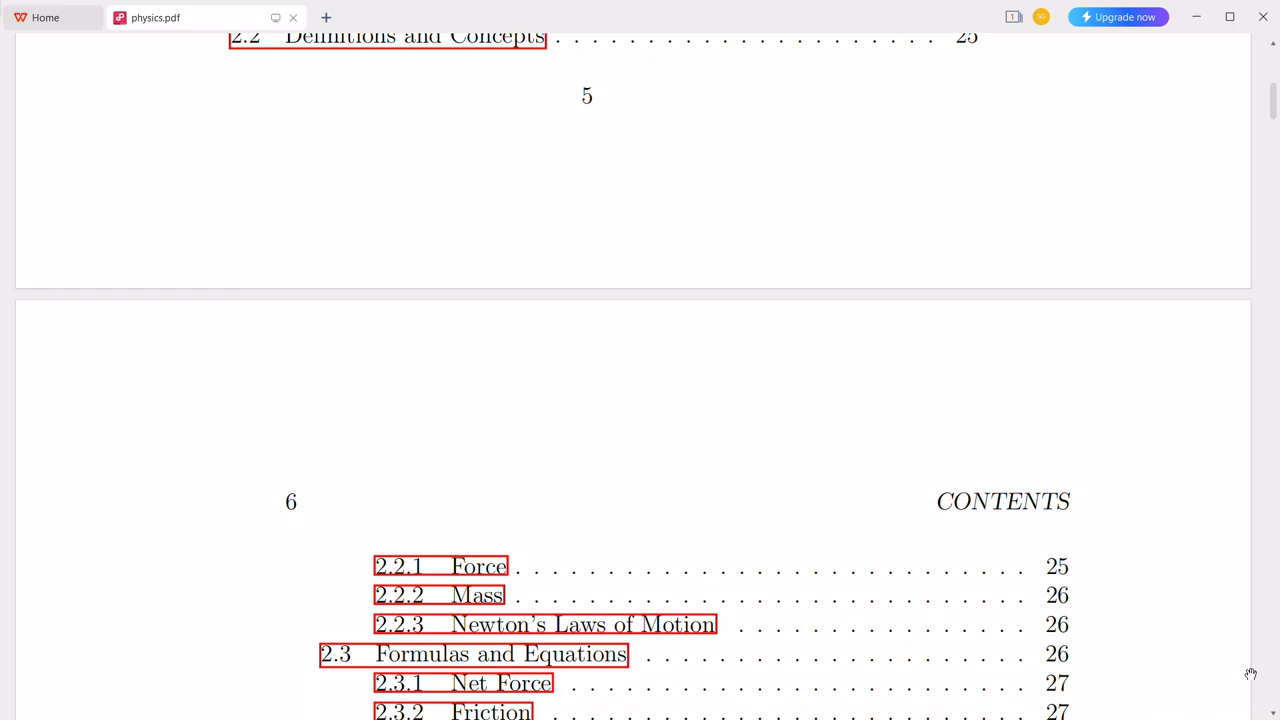 Home
physics.pdf
1
SG
Upgrade now
2.2 Definitions and Concepts . . . . . . . . . . . . . . . . . . . . . 25
5
6 CONTENTS
2.2.1 Force . . . . . . . . . . . . . . . . . . . . . . . . . . . . 25
2.2.2 Mass . . . . . . . . . . . . . . . . . . . . . . . . . . . . 26
2.2.3 Newton's Laws of Motion . . . . . . . . . . . . . . . . 26
2.3 Formulas and Equations . . . . . . . . . . . . . . . . . . . . . 26
2.3.1 Net Force . . . . . . . . . . . . . . . . . . . . . . . . . 27
2.3.2 Friction . . . . . . . . . . . . . . . . . . . . . . . . . . 27